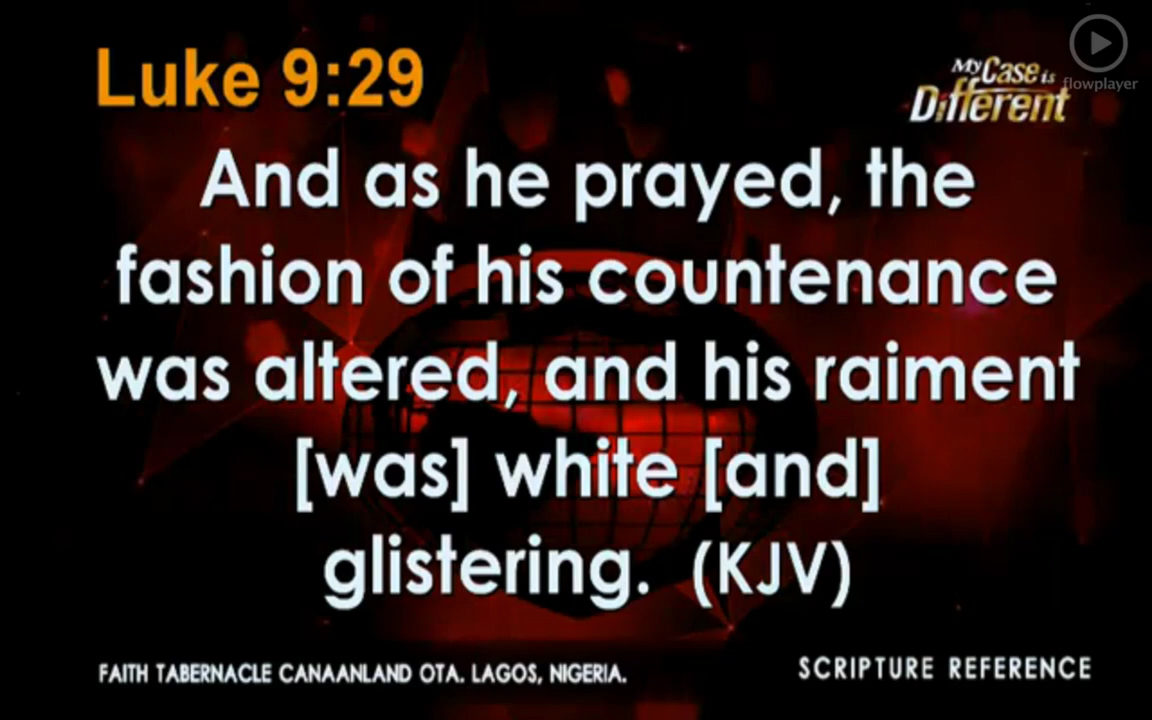 Luke 9:29
My Case is
Different
flowplayer
And as he prayed, the
fashion of his countenance
was altered, and his raiment
[was] white [and]
glistering. (KJV)
FAITH TABERNACLE CANAANLAND OTA. LAGOS, NIGERIA.
SCRIPTURE REFERENCE